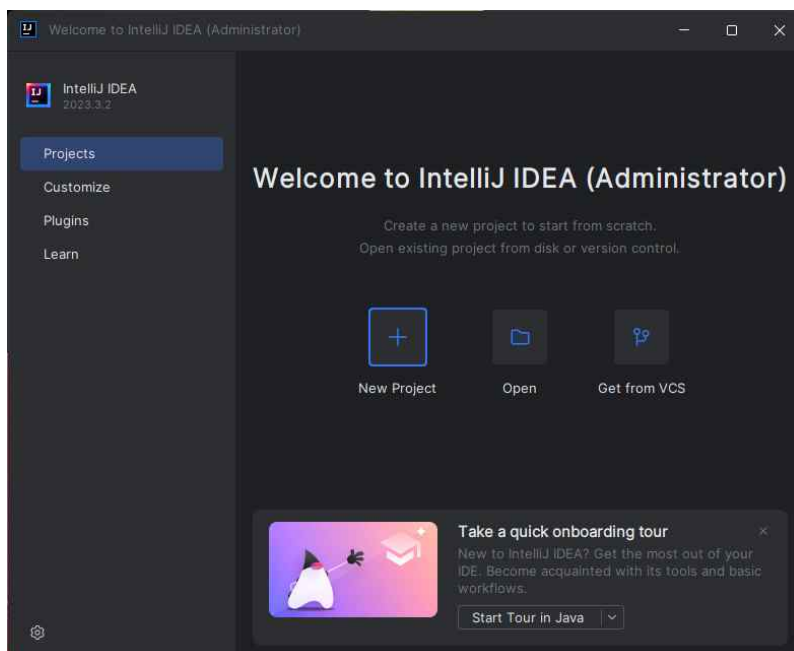 Welcome to IntelliJ IDEA (Administrator)
IntelliJ IDEA
2023.3.2
Projects
Customize
Plugins
Learn
Welcome to IntelliJ IDEA (Administrator)
Create a new project to start from scratch.
Open existing project from disk or version control.
New Project
Open
Get from VCS
Take a quick onboarding tour
New to IntelliJ IDEA? Get the most out of your
IDE. Become acquainted with its tools and basic
workflows.
Start Tour in Java